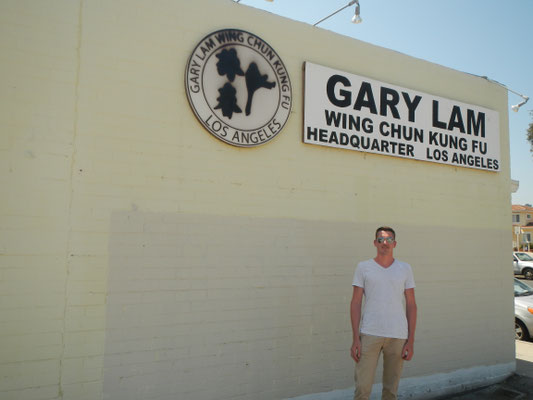 GARY LAM WING CHUN KUNG FU
LOS ANGELES
GARY LAM
WING CHUN KUNG FU
HEADQUARTER LOS ANGELES